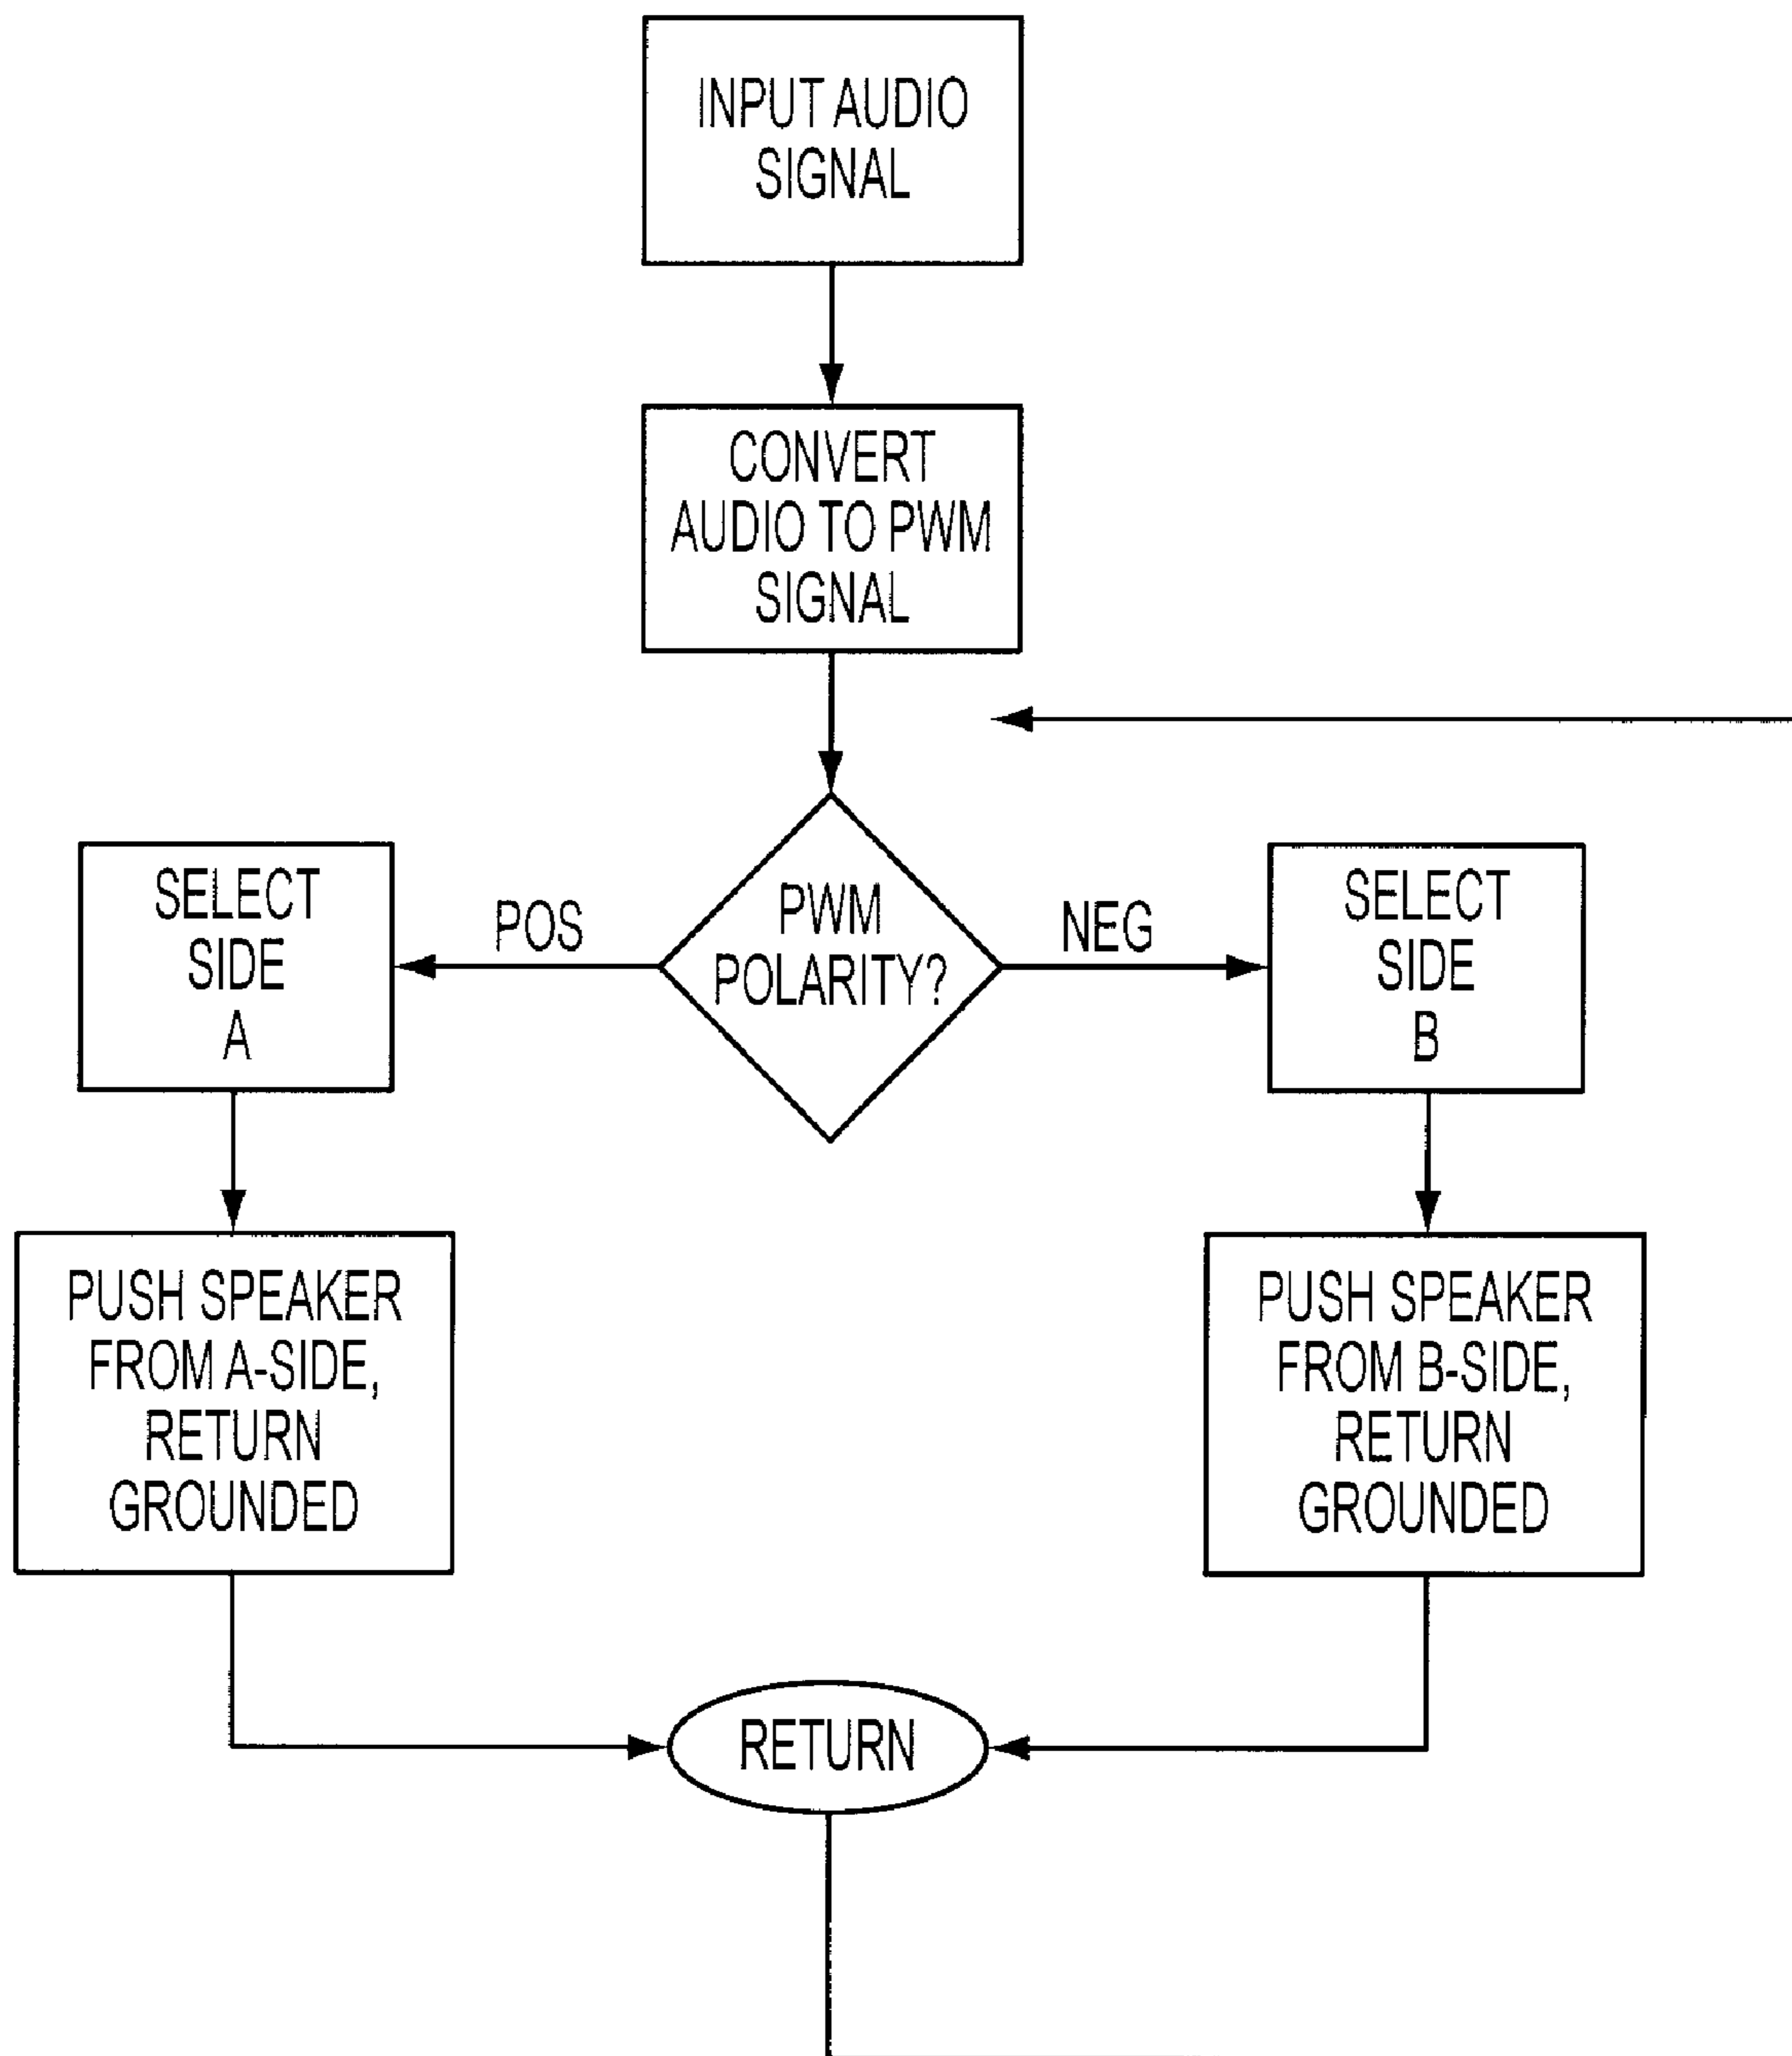 INPUT AUDIO
SIGNAL
CONVERT
AUDIO TO PWM
SIGNAL
PWM
POLARITY?
POS
NEG
SELECT
SIDE
A
SELECT
SIDE
B
PUSH SPEAKER
FROM A-SIDE,
RETURN
GROUNDED
PUSH SPEAKER
FROM B-SIDE,
RETURN
GROUNDED
RETURN